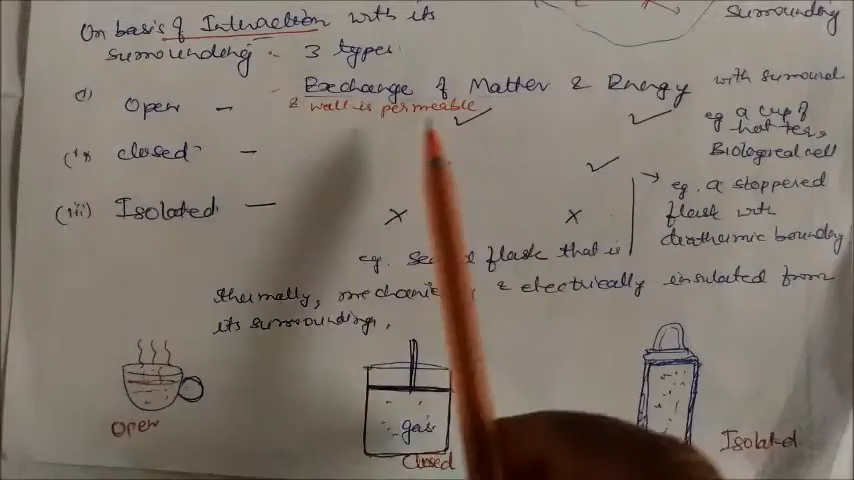 On basis of Interaction with its
surrounding - 3 types.
surrounding
Exchange of Matter & Energy with surround
(i) Open —
& wall is permeable
eg a cup of
hot tea,
Biological cell
closed —
eg. a stoppered
flask with
diathermic boundary
(iii) Isolated —
eg. flask that is
thermally, & electrically insulated from
its surroundings,
Open
gas
Closed
Isolated